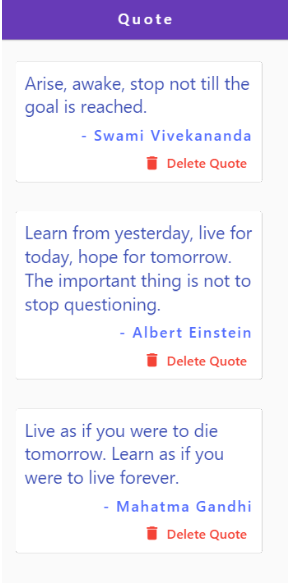 Quote
Arise, awake, stop not till the
goal is reached.
- Swami Vivekananda
Delete Quote
Learn from yesterday, live for
today, hope for tomorrow.
The important thing is not to
stop questioning.
- Albert Einstein
Delete Quote
Live as if you were to die
tomorrow. Learn as if you
were to live forever.
- Mahatma Gandhi
Delete Quote